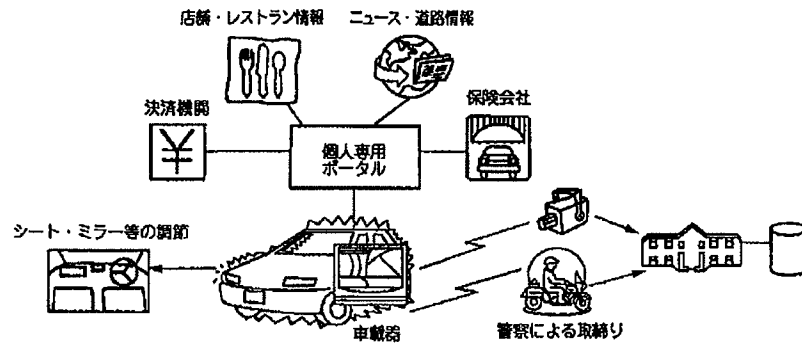 店舗・レストラン情報
ニュース・道路情報
決済機関
¥
保険会社
個人専用
ポータル
シート・ミラー等の調節
車載器
警察による取締り